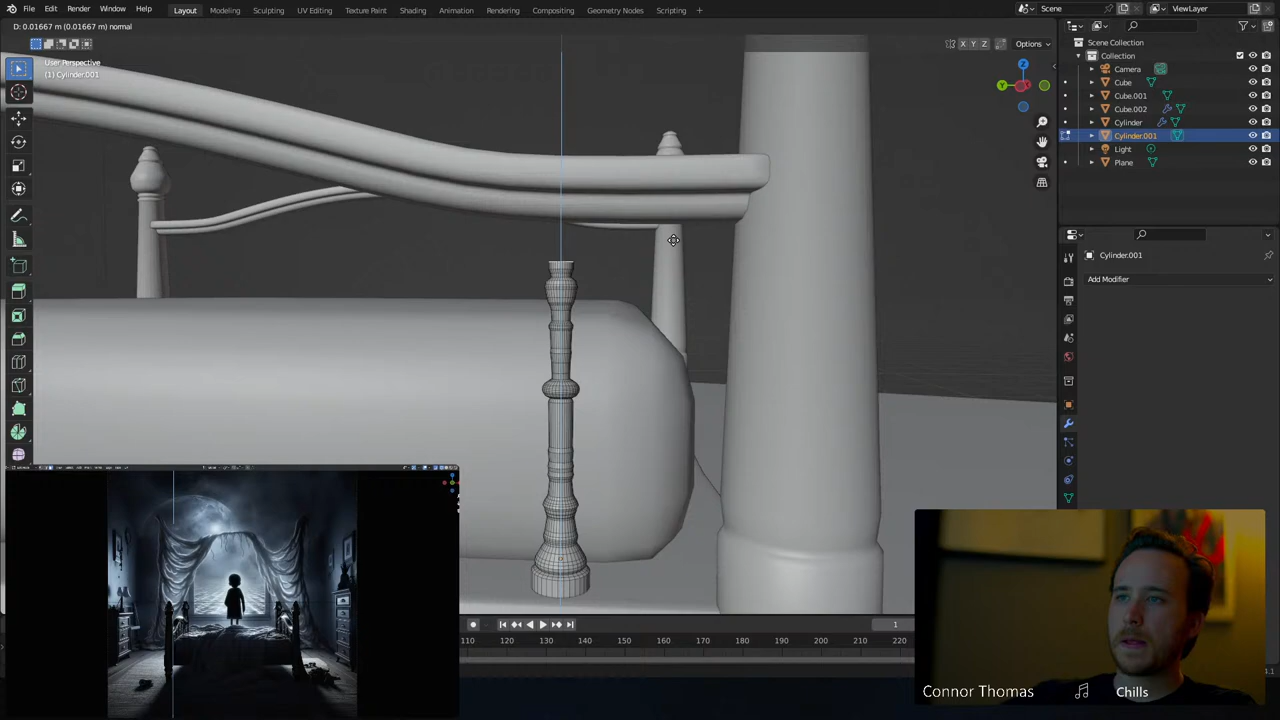 File Edit Render Window Help Layout Modeling Sculpting UV Editing Texture Paint Shading Animation Rendering Compositing Geometry Nodes Scripting + Scene ViewLayer
D: 0.01667 m (0.01667 m) normal
X Y Z Options
User Perspective
(1) Cylinder.001
Scene Collection
Collection
Camera
Cube
Cube.001
Cube.002
Cylinder
Cylinder.001
Light
Plane
Z
Y
Cylinder.001
Add Modifier
1
110 120 130 140 150 160 170 180 190 200 210 220
Connor Thomas Chills